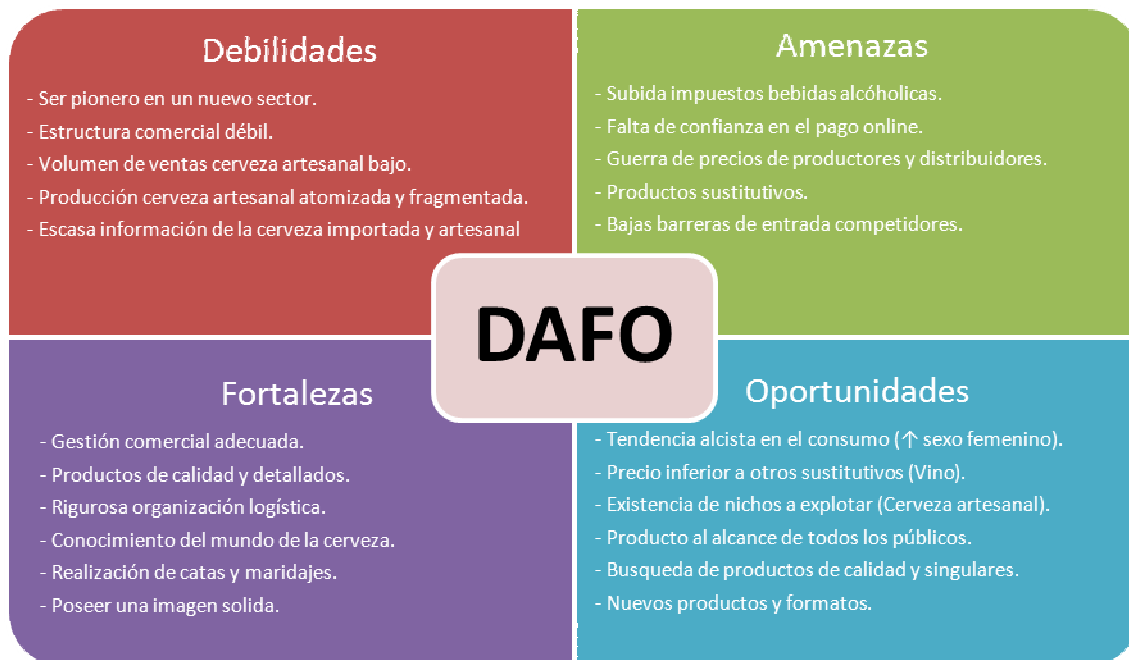 Debilidades
- Ser pionero en un nuevo sector.
- Estructura comercial débil.
- Volumen de ventas cerveza artesanal bajo.
- Producción cerveza artesanal atomizada y fragmentada.
- Escasa información de la cerveza importada y artesanal
Amenazas
- Subida impuestos bebidas alcóholicas.
- Falta de confianza en el pago online.
- Guerra de precios de productores y distribuidores.
- Productos sustitutivos.
- Bajas barreras de entrada competidores.
DAFO
Fortalezas
- Gestión comercial adecuada.
- Productos de calidad y detallados.
- Rigurosa organización logística.
- Conocimiento del mundo de la cerveza.
- Realización de catas y maridajes.
- Poseer una imagen solida.
Oportunidades
- Tendencia alcista en el consumo (↑ sexo femenino).
- Precio inferior a otros sustitutivos (Vino).
- Existencia de nichos a explotar (Cerveza artesanal).
- Producto al alcance de todos los públicos.
- Busqueda de productos de calidad y singulares.
- Nuevos productos y formatos.